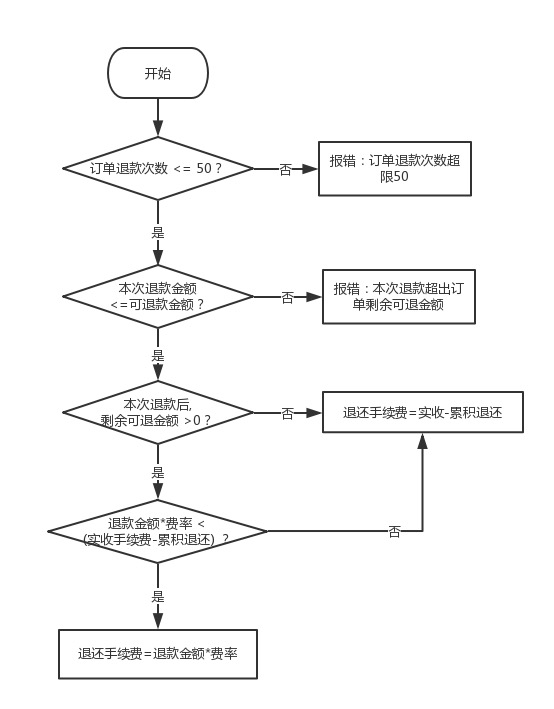 开始
订单退款次数 <= 50 ?
否
报错：订单退款次数超
限50
是
本次退款金额
<=可退款金额 ?
否
报错：本次退款超出订
单剩余可退金额
是
本次退款后,
剩余可退金额 >0 ?
否
退还手续费=实收-累积退还
是
退款金额*费率 <
(实收手续费-累积退还) ?
否
是
退还手续费=退款金额*费率